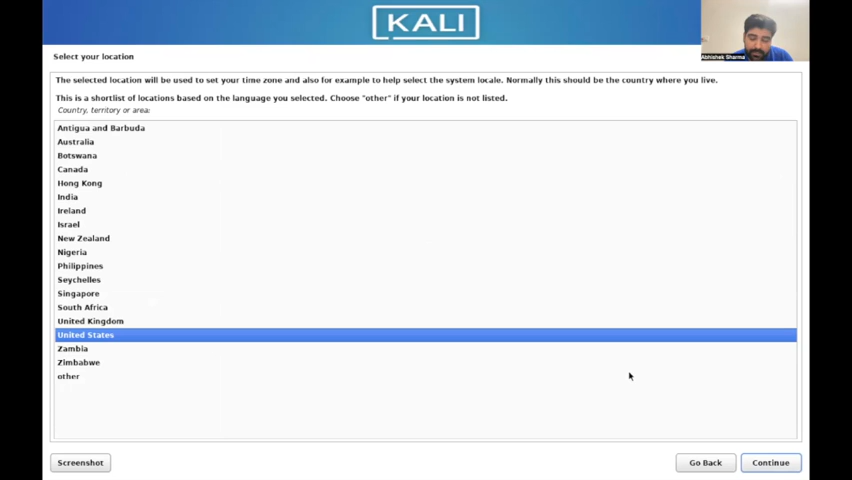 KALI
Abhishek Sharma
Select your location
The selected location will be used to set your time zone and also for example to help select the system locale. Normally this should be the country where you live.
This is a shortlist of locations based on the language you selected. Choose "other" if your location is not listed.
Country, territory or area:
Antigua and Barbuda
Australia
Botswana
Canada
Hong Kong
India
Ireland
Israel
New Zealand
Nigeria
Philippines
Seychelles
Singapore
South Africa
United Kingdom
United States
Zambia
Zimbabwe
other
Screenshot
Go Back
Continue